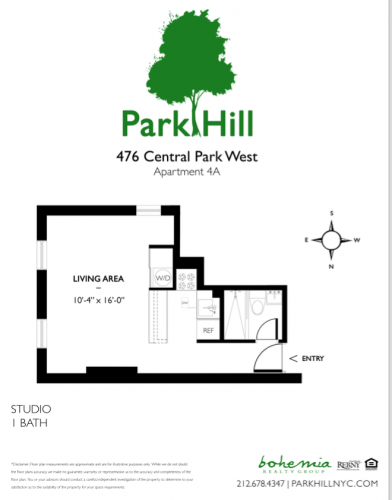 Park Hill
476 Central Park West
Apartment 4A
S
E W
N
LIVING AREA
10'-4" x 16'-0"
W/D
REF
ENTRY
STUDIO
1 BATH
*Disclaimer: Floor plan measurements are approximate and are for illustrative purposes only. While we do not doubt
the floor plans accuracy we make no guarantee, warranty or representation as to the accuracy and completeness of the
floor plan. You or your advisors should conduct a careful independent investigation of the property to determine to your
satisfaction as to the suitability of the property for your space requirements.
bohemia
REALTY GROUP
REBNY
212.678.4347 | PARKHILLNYC.COM